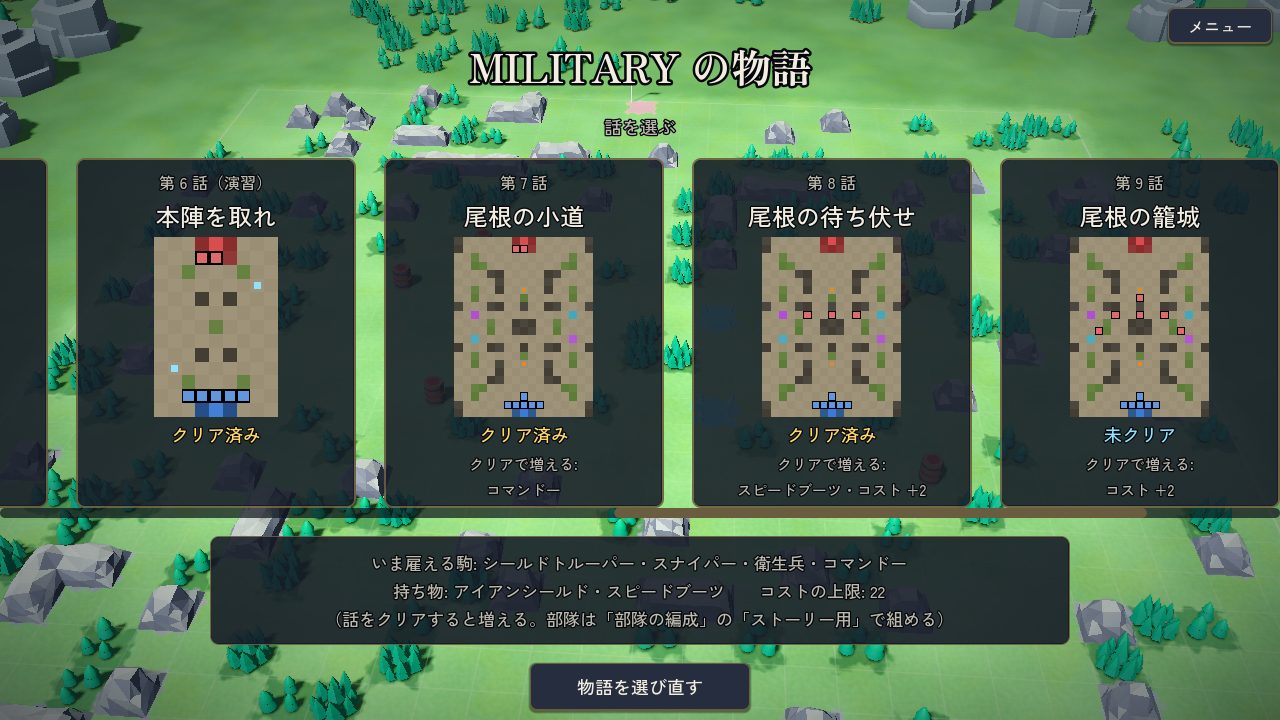 メニュー
MILITARY の物語
話を選ぶ
第 6 話（演習）
本陣を取れ
クリア済み
第 7 話
尾根の小道
クリア済み
クリアで増える:
コマンドー
第 8 話
尾根の待ち伏せ
クリア済み
クリアで増える:
スピードブーツ・コスト +2
第 9 話
尾根の籠城
未クリア
クリアで増える:
コスト +2
いま雇える駒: シールドトルーパー・スナイパー・衛生兵・コマンドー
持ち物: アイアンシールド・スピードブーツ　　コストの上限: 22
（話をクリアすると増える。部隊は「部隊の編成」の「ストーリー用」で組める）
物語を選び直す